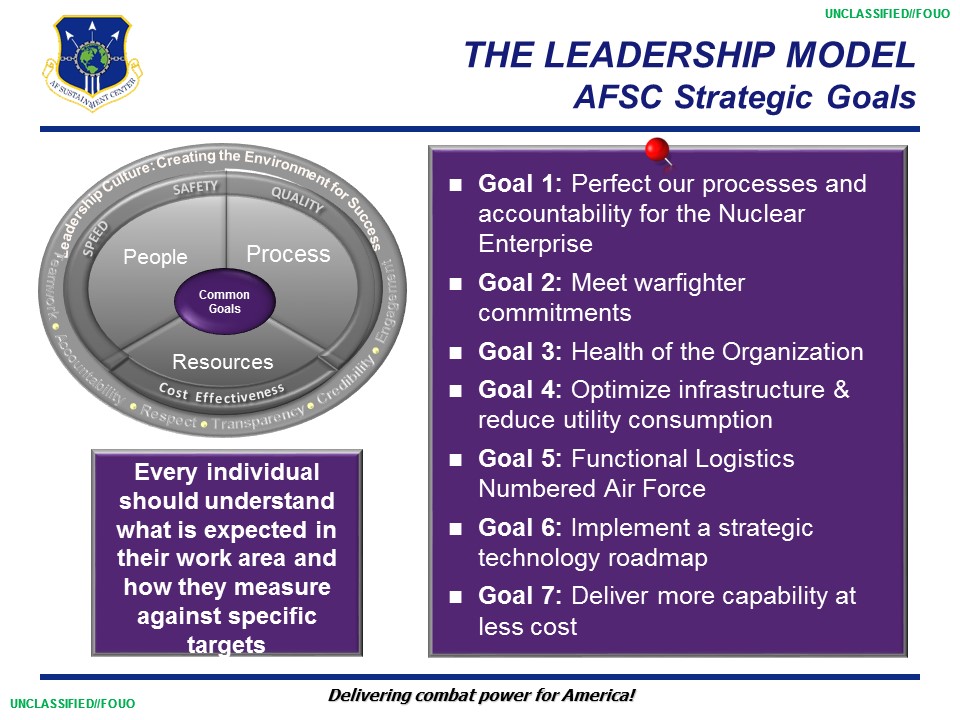 UNCLASSIFIED//FOUO
THE LEADERSHIP MODEL
AFSC Strategic Goals
AF SUSTAINMENT CENTER
Leadership Culture: Creating the Environment for Success
SPEED
SAFETY
QUALITY
People
Process
Common
Goals
Resources
Cost Effectiveness
Teamwork • Accountability • Respect • Transparency • Credibility • Engagement
Every individual
should understand
what is expected in
their work area and
how they measure
against specific
targets
■ Goal 1: Perfect our processes and
accountability for the Nuclear
Enterprise
■ Goal 2: Meet warfighter
commitments
■ Goal 3: Health of the Organization
■ Goal 4: Optimize infrastructure &
reduce utility consumption
■ Goal 5: Functional Logistics
Numbered Air Force
■ Goal 6: Implement a strategic
technology roadmap
■ Goal 7: Deliver more capability at
less cost
Delivering combat power for America!
UNCLASSIFIED//FOUO